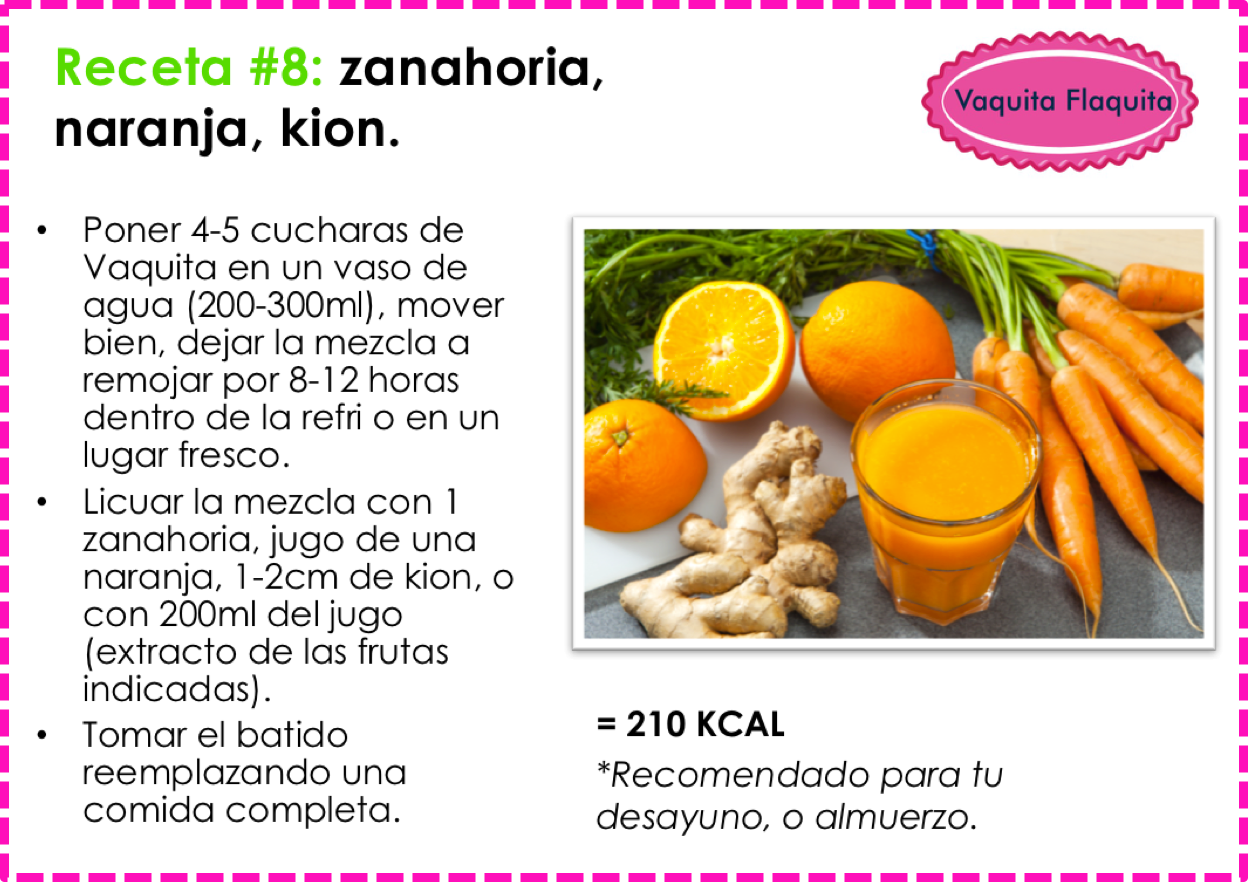 Receta #8: zanahoria,
naranja, kion.
Vaquita Flaquita
• Poner 4-5 cucharas de
Vaquita en un vaso de
agua (200-300ml), mover
bien, dejar la mezcla a
remojar por 8-12 horas
dentro de la refri o en un
lugar fresco.
• Licuar la mezcla con 1
zanahoria, jugo de una
naranja, 1-2cm de kion, o
con 200ml del jugo
(extracto de las frutas
indicadas).
• Tomar el batido
reemplazando una
comida completa.
= 210 KCAL
*Recomendado para tu
desayuno, o almuerzo.